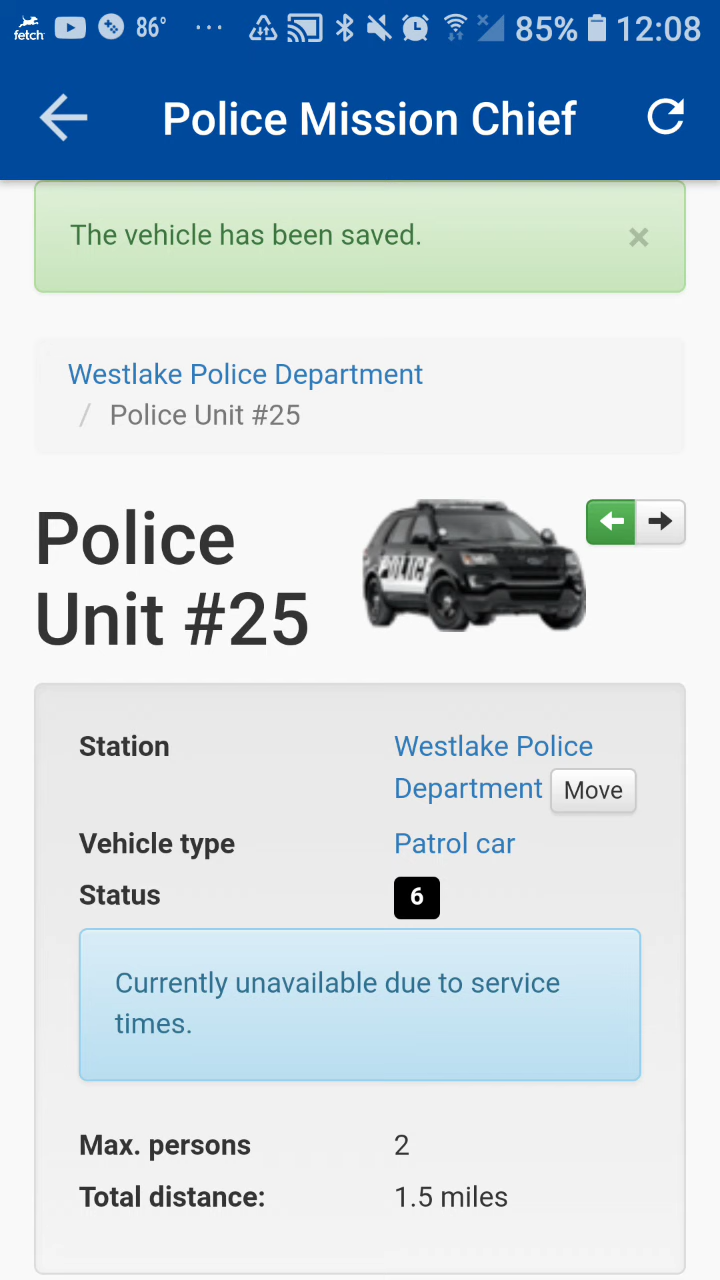 fetch 86° ... 85% 12:08
Police Mission Chief
The vehicle has been saved. ×
Westlake Police Department
/ Police Unit #25
Police
Unit #25
POLICE
Station Westlake Police
Department Move
Vehicle type Patrol car
Status 6
Currently unavailable due to service
times.
Max. persons 2
Total distance: 1.5 miles